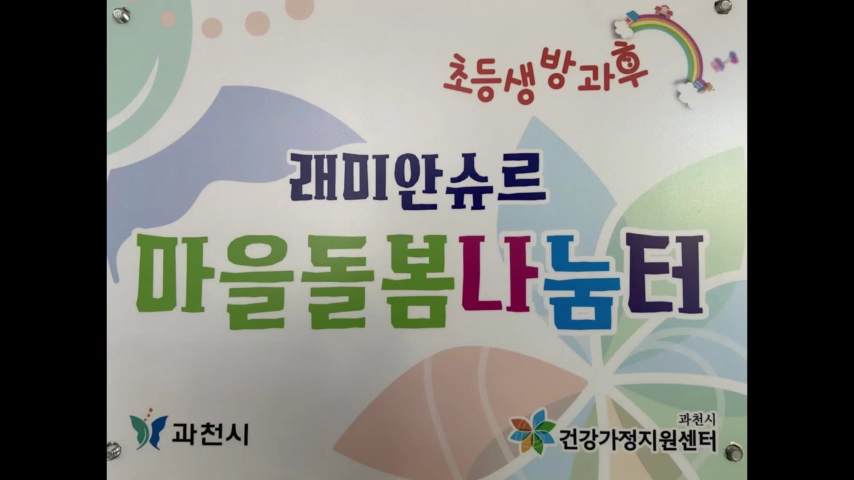 초등생방과후
래미안슈르
마을돌봄나눔터
과천시
과천시
건강가정지원센터